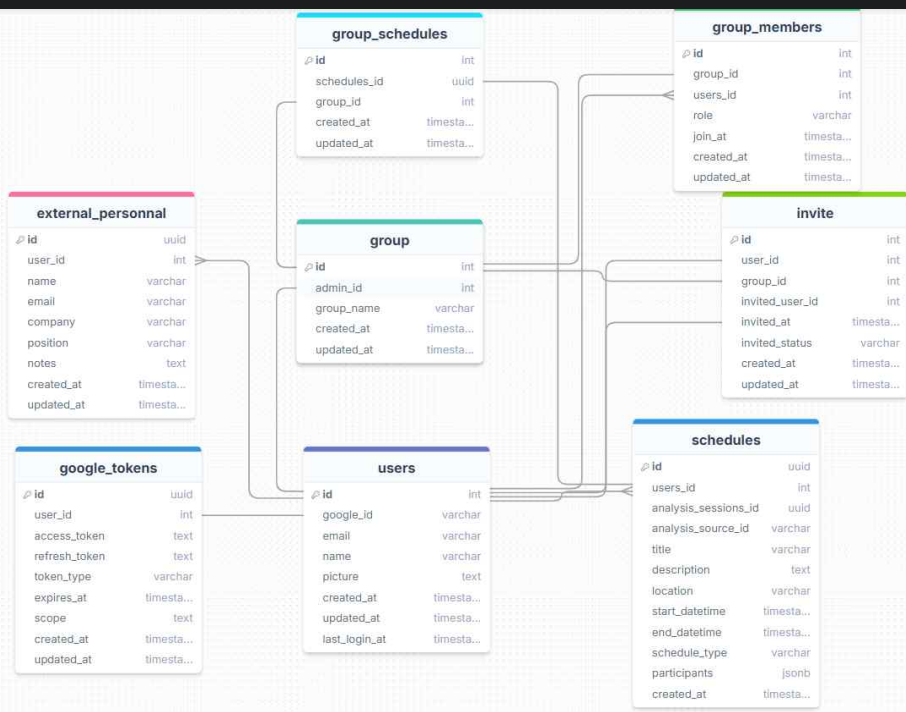 group_schedules
id int
schedules_id uuid
group_id int
created_at timesta...
updated_at timesta...
group_members
id int
group_id int
users_id int
role varchar
join_at timesta...
created_at timesta...
updated_at timesta...
external_personnal
id uuid
user_id int
name varchar
email varchar
company varchar
position varchar
notes text
created_at timesta...
updated_at timesta...
group
id int
admin_id int
group_name varchar
created_at timesta...
updated_at timesta...
invite
id int
user_id int
group_id int
invited_user_id int
invited_at timesta...
invited_status varchar
created_at timesta...
updated_at timesta...
google_tokens
id uuid
user_id int
access_token text
refresh_token text
token_type varchar
expires_at timesta...
scope text
created_at timesta...
updated_at timesta...
users
id int
google_id varchar
email varchar
name varchar
picture text
created_at timesta...
updated_at timesta...
last_login_at timesta...
schedules
id uuid
users_id int
analysis_sessions_id uuid
analysis_source_id varchar
title varchar
description text
location varchar
start_datetime timesta...
end_datetime timesta...
schedule_type varchar
participants jsonb
created_at timesta...